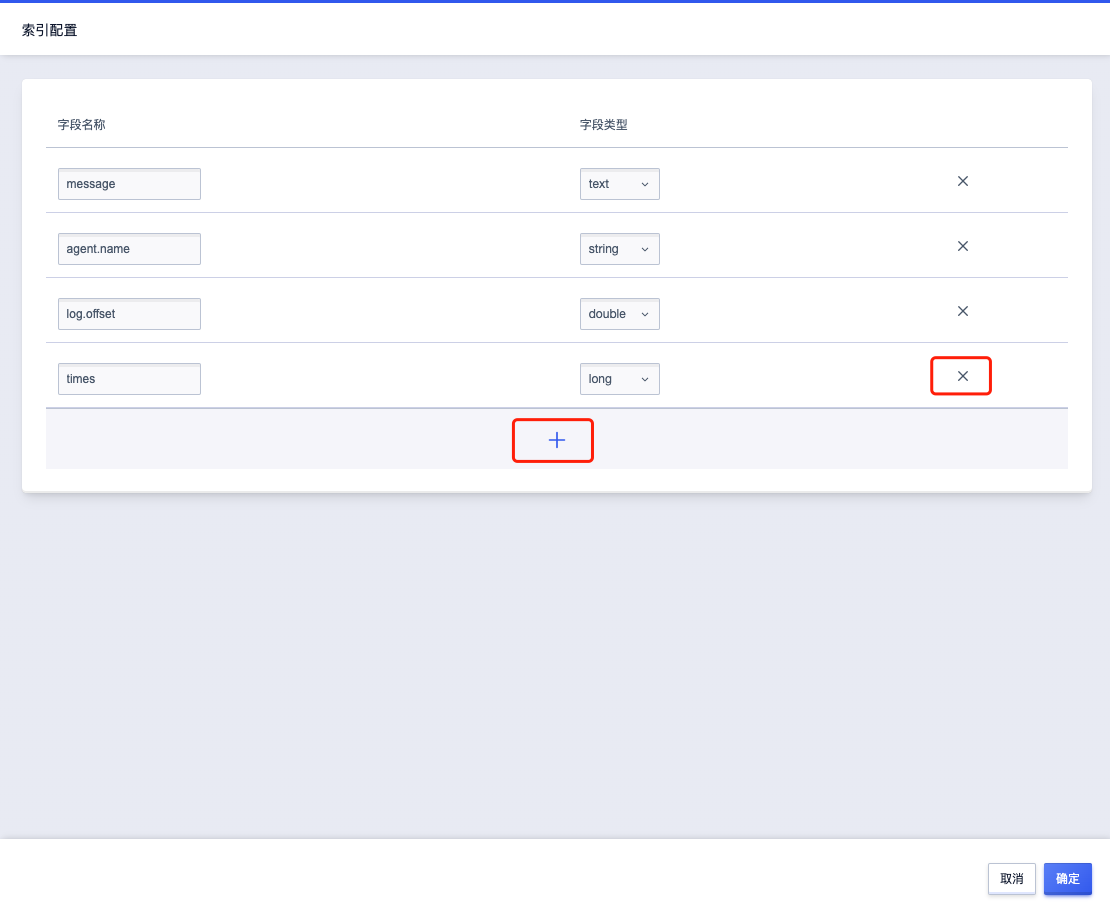 索引配置
字段名称 字段类型
message text
agent.name string
log.offset double
times long
取消 确定